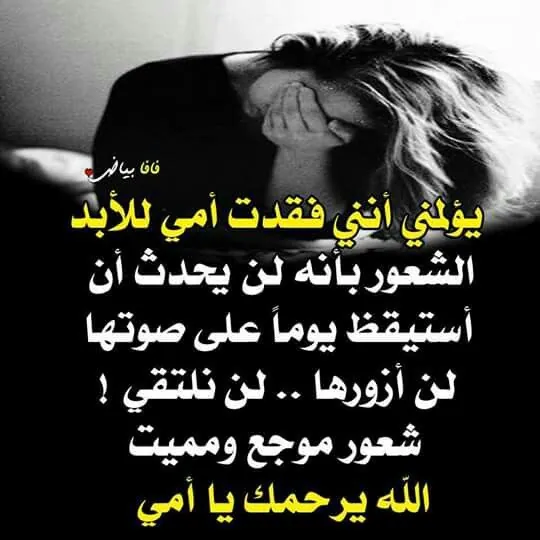 فافا بياض
يؤلمني أنني فقدت أمي للأبد
الشعور بأنه لن يحدث أن
أستيقظ يوماً على صوتها
لن أزورها .. لن نلتقي !
شعور موجع ومميت
الله يرحمك يا أمي